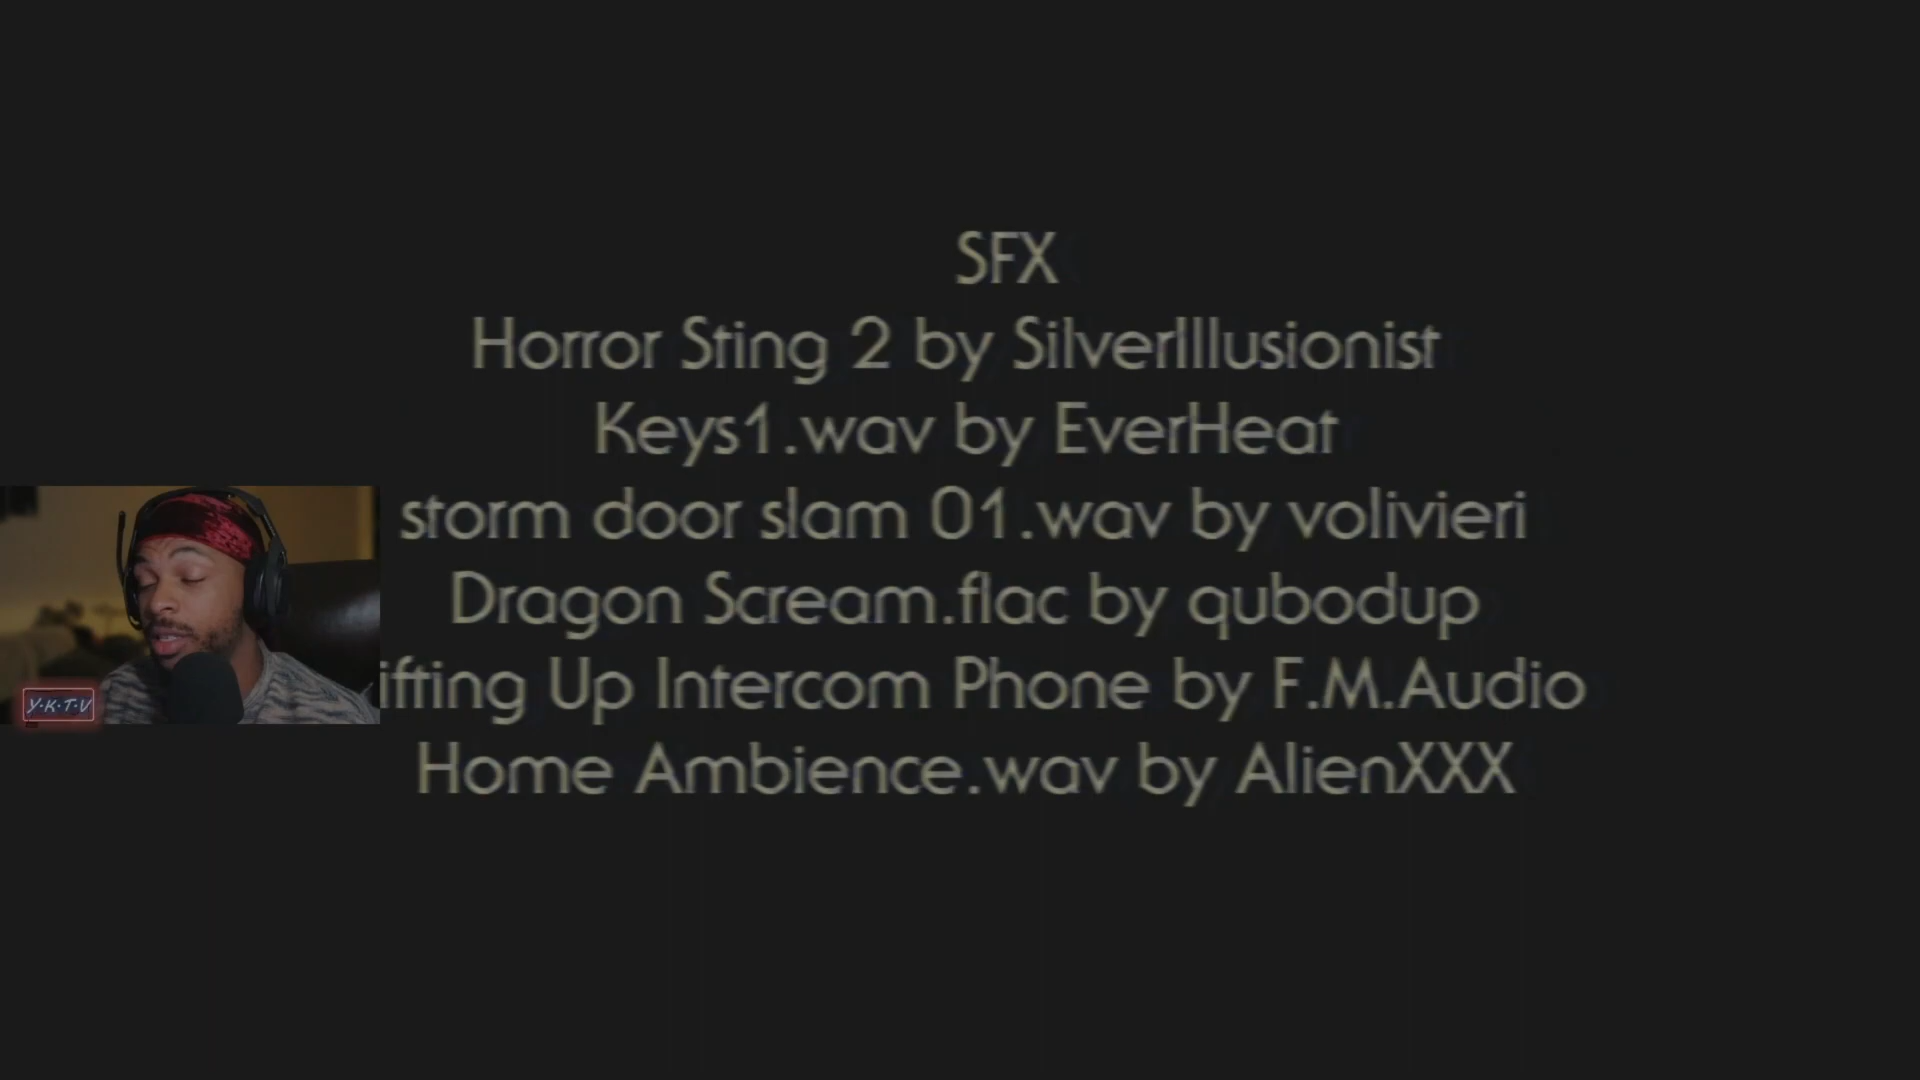 SFX
Horror Sting 2 by SilverIllusionist
Keys1.wav by EverHeat
storm door slam 01.wav by volivieri
Dragon Scream.flac by qubodup
ifting Up Intercom Phone by F.M.Audio
Y·K·T·V
Home Ambience.wav by AlienXXX